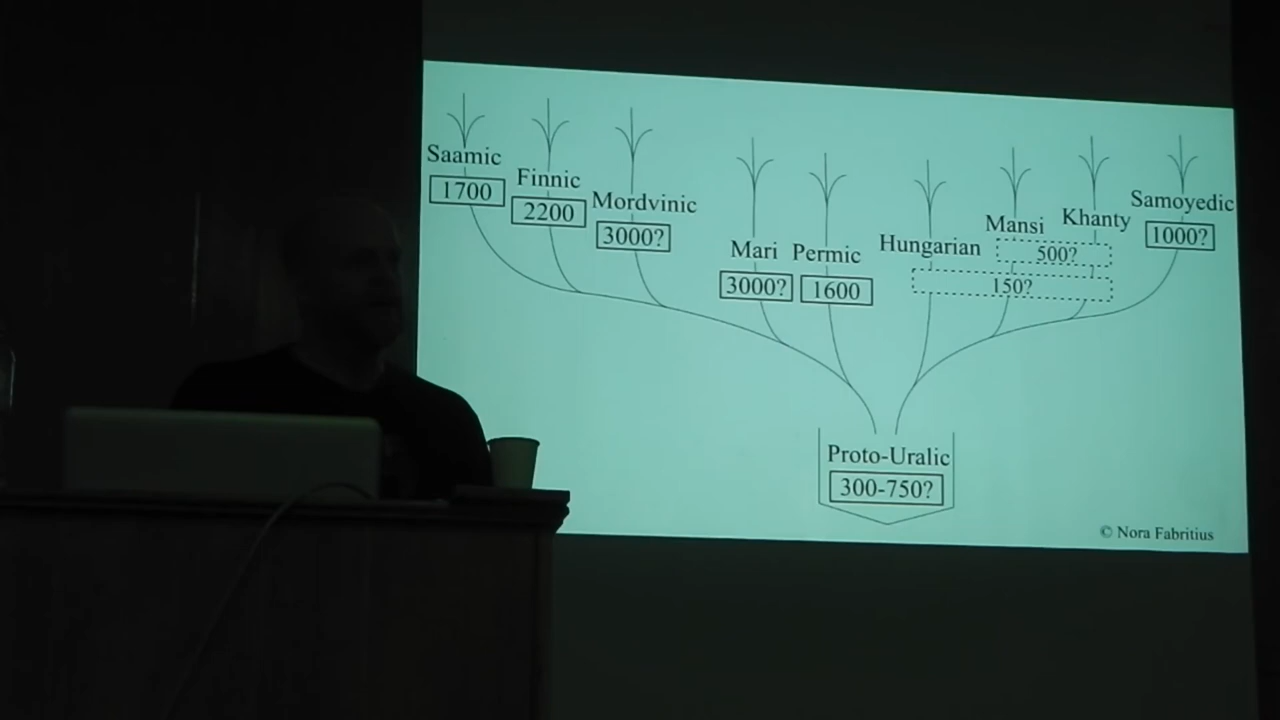 Saamic
1700
Finnic
2200
Mordvinic
3000?
Mari
3000?
Permic
1600
Hungarian
Mansi
Khanty
500?
150?
Samoyedic
1000?
Proto-Uralic
300-750?
© Nora Fabritius